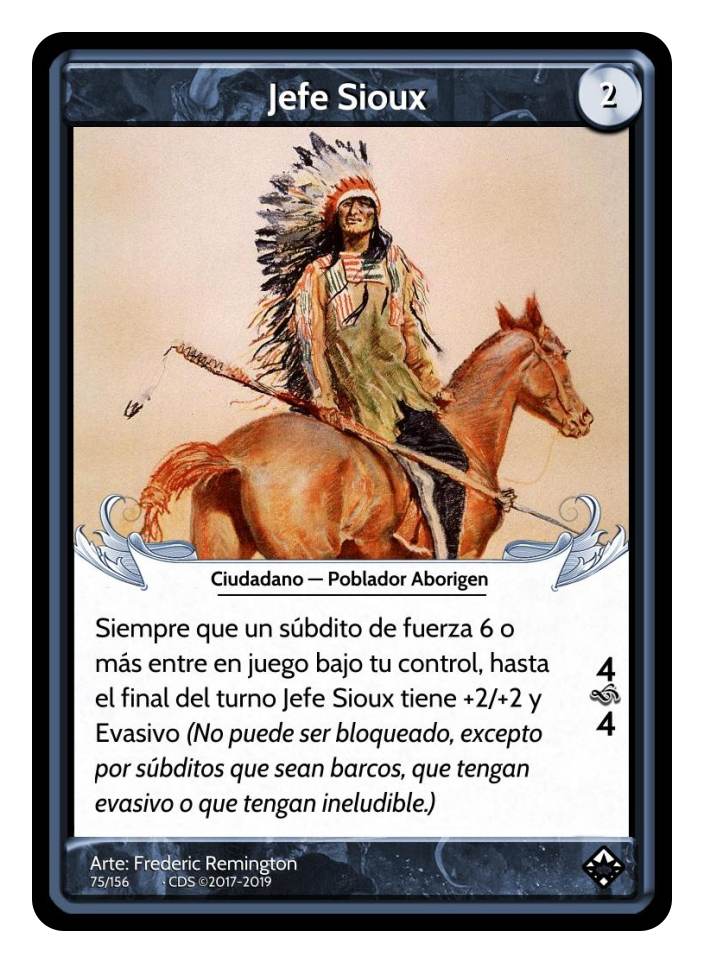 Jefe Sioux
2
Ciudadano — Poblador Aborigen
Siempre que un súbdito de fuerza 6 o
más entre en juego bajo tu control, hasta
el final del turno Jefe Sioux tiene +2/+2 y
Evasivo (No puede ser bloqueado, excepto
por súbditos que sean barcos, que tengan
evasivo o que tengan ineludible.)
4
4
Arte: Frederic Remington
75/156 · CDS ©2017-2019